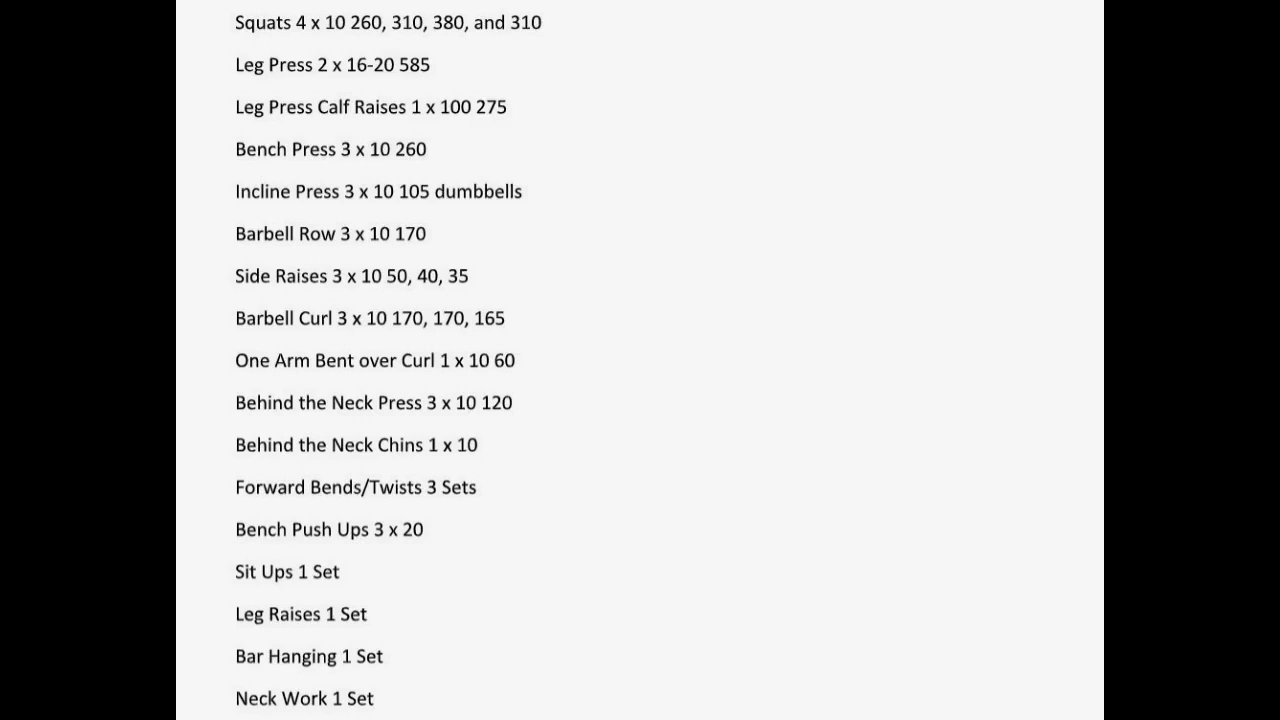 Squats 4 x 10 260, 310, 380, and 310
Leg Press 2 x 16-20 585
Leg Press Calf Raises 1 x 100 275
Bench Press 3 x 10 260
Incline Press 3 x 10 105 dumbbells
Barbell Row 3 x 10 170
Side Raises 3 x 10 50, 40, 35
Barbell Curl 3 x 10 170, 170, 165
One Arm Bent over Curl 1 x 10 60
Behind the Neck Press 3 x 10 120
Behind the Neck Chins 1 x 10
Forward Bends/Twists 3 Sets
Bench Push Ups 3 x 20
Sit Ups 1 Set
Leg Raises 1 Set
Bar Hanging 1 Set
Neck Work 1 Set